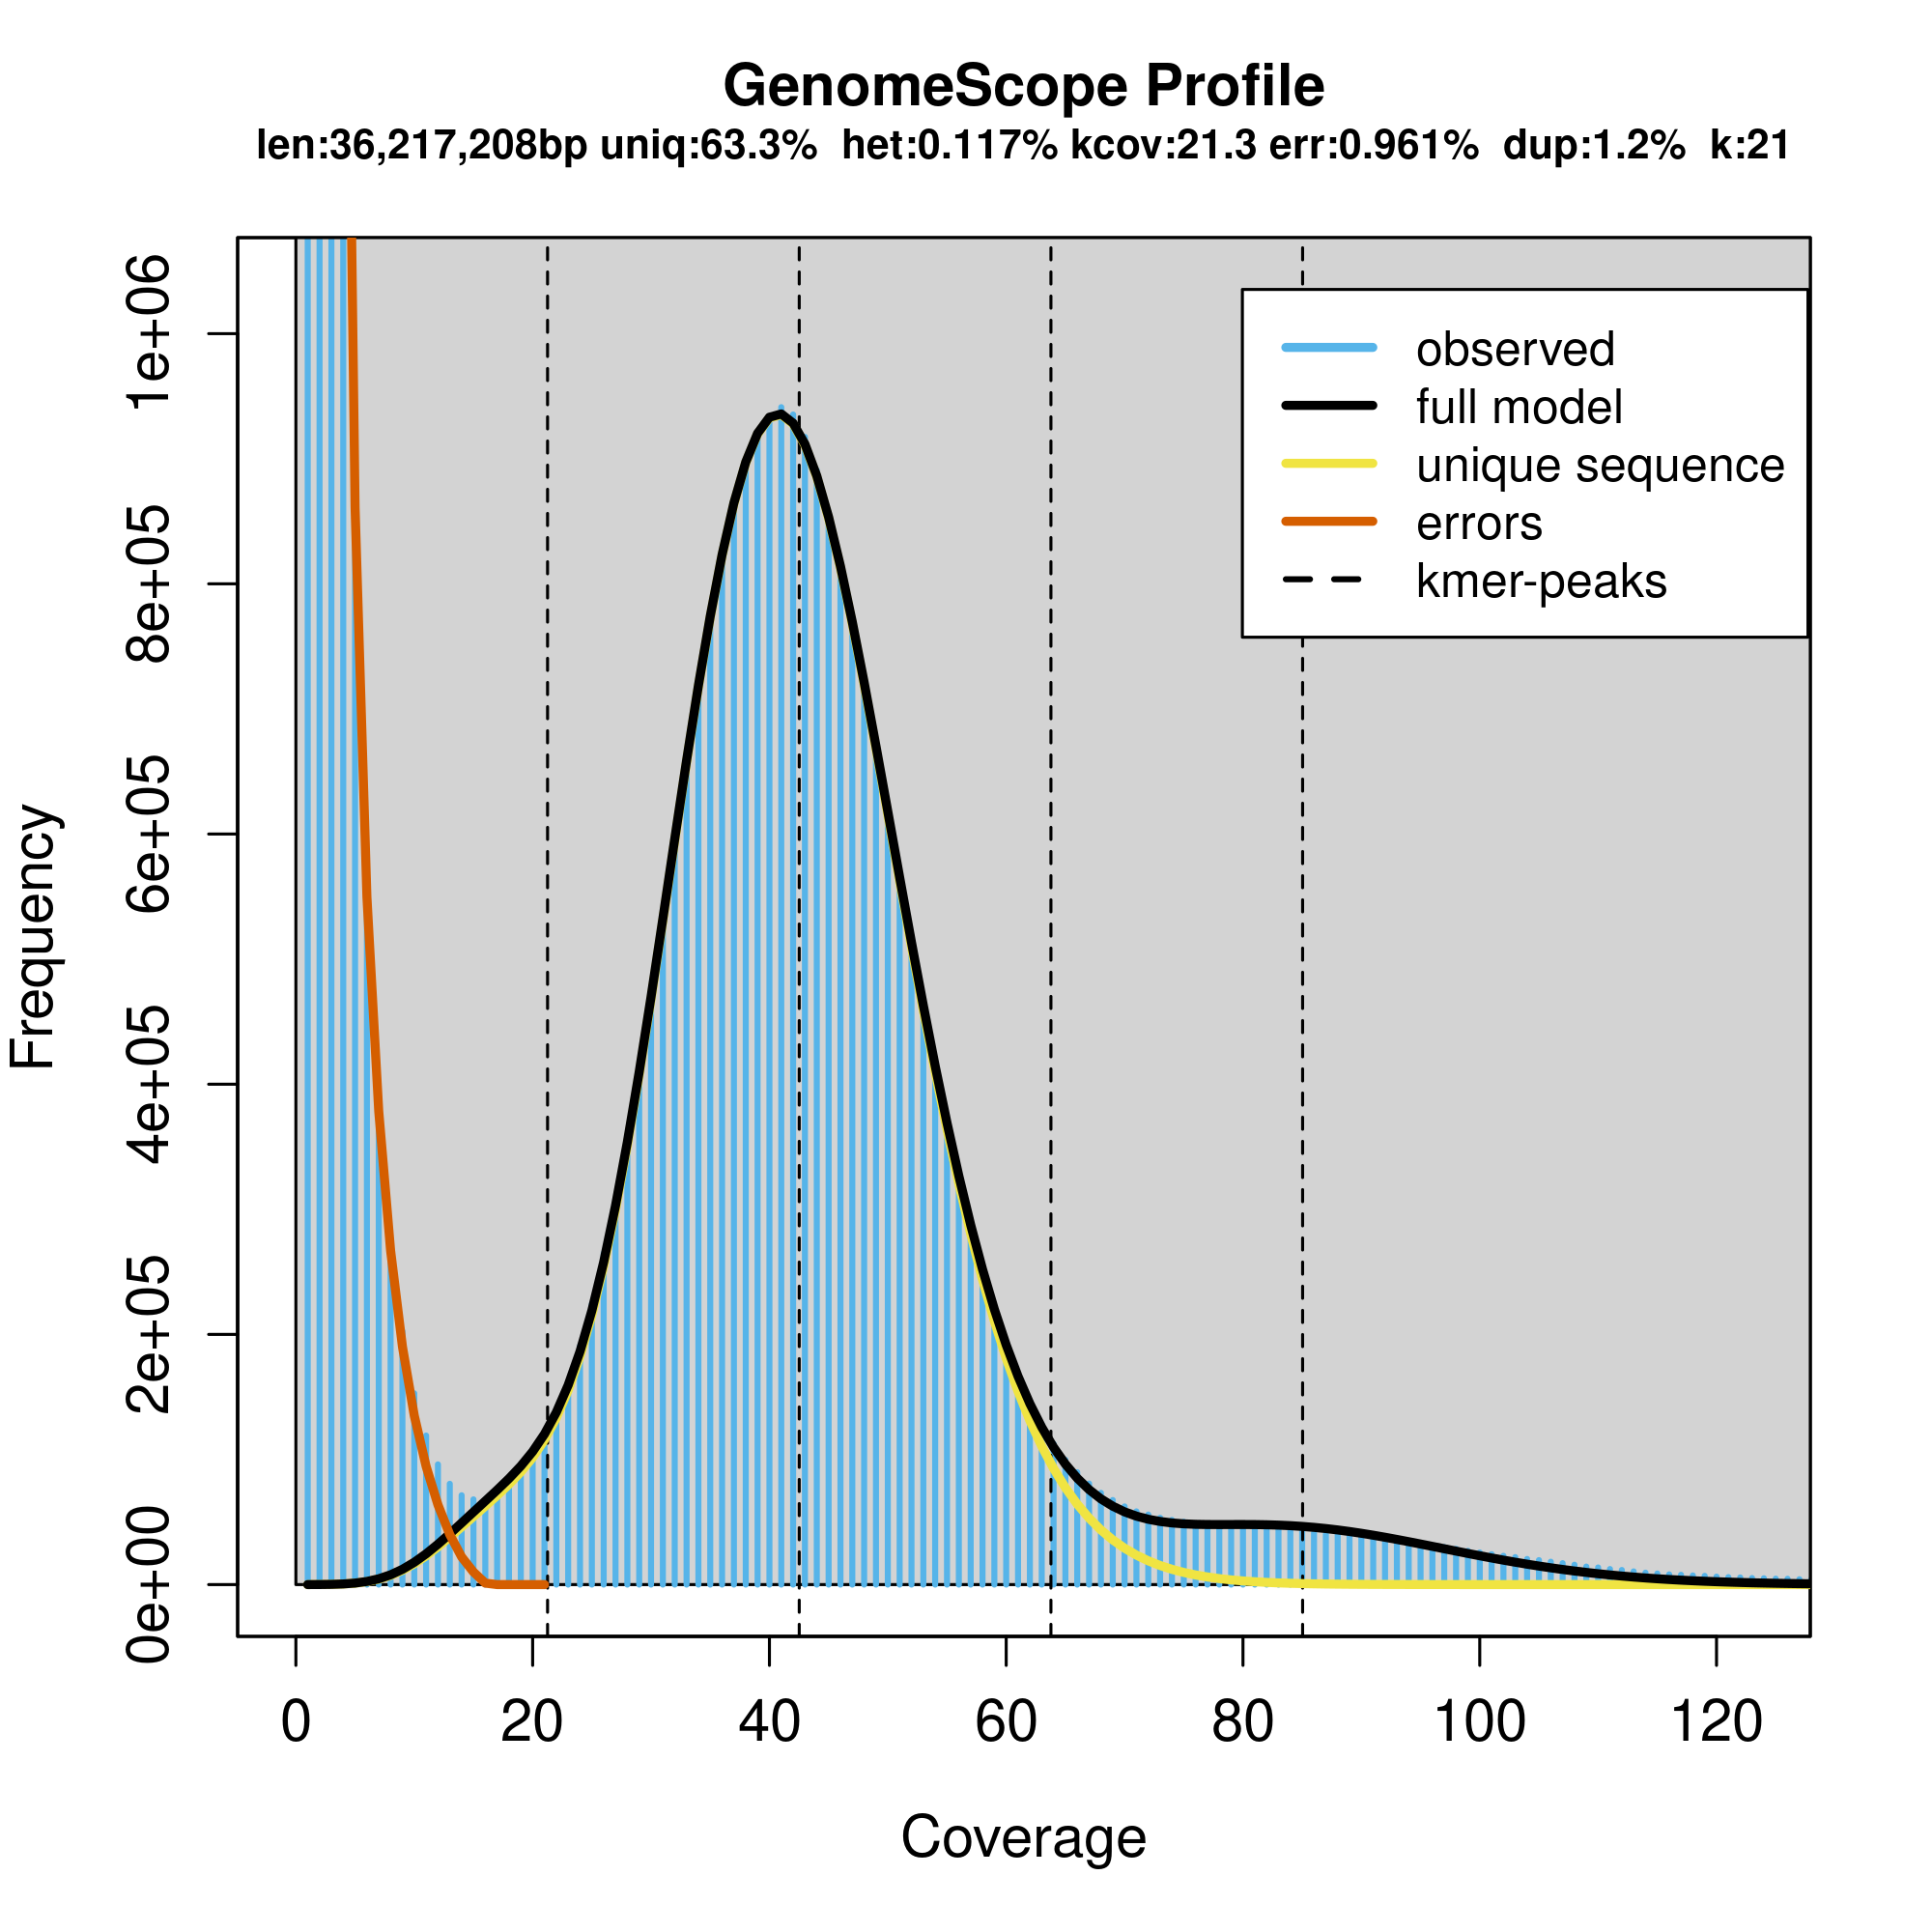 GenomeScope Profile
len:36,217,208bp uniq:63.3% het:0.117% kcov:21.3 err:0.961% dup:1.2% k:21
observed
full model
unique sequence
errors
kmer-peaks
Frequency
1e+06
8e+05
6e+05
4e+05
2e+05
0e+00
0 20 40 60 80 100 120
Coverage